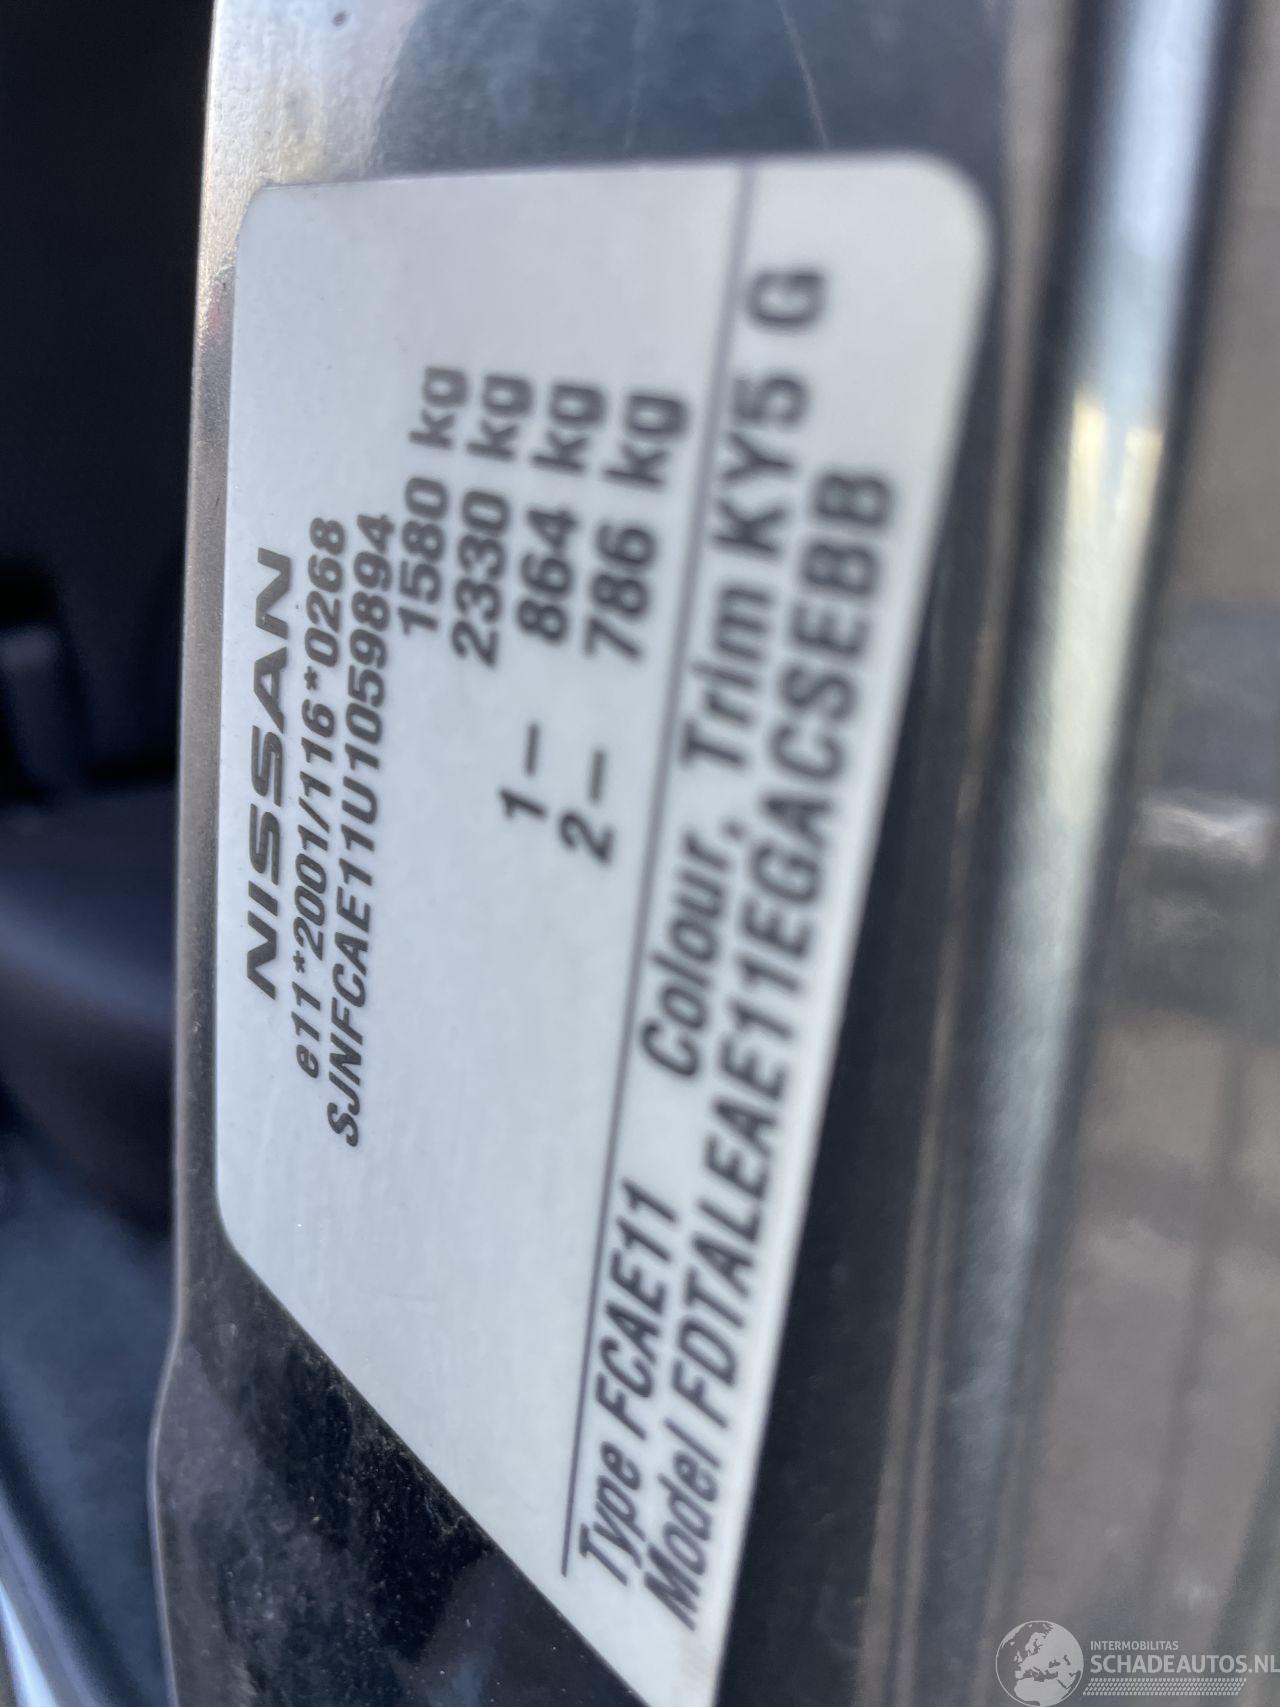 NISSAN
e11*2001/116*0268
SJNFCAE11U1059894
1580 kg
2330 kg
1- 864 kg
2- 786 kg
Type FCAE11 Colour, Trim KY5 G
Model FDTALEAE11EGACSEBB
INTERMOBILITAS
SCHADEAUTOS.NL